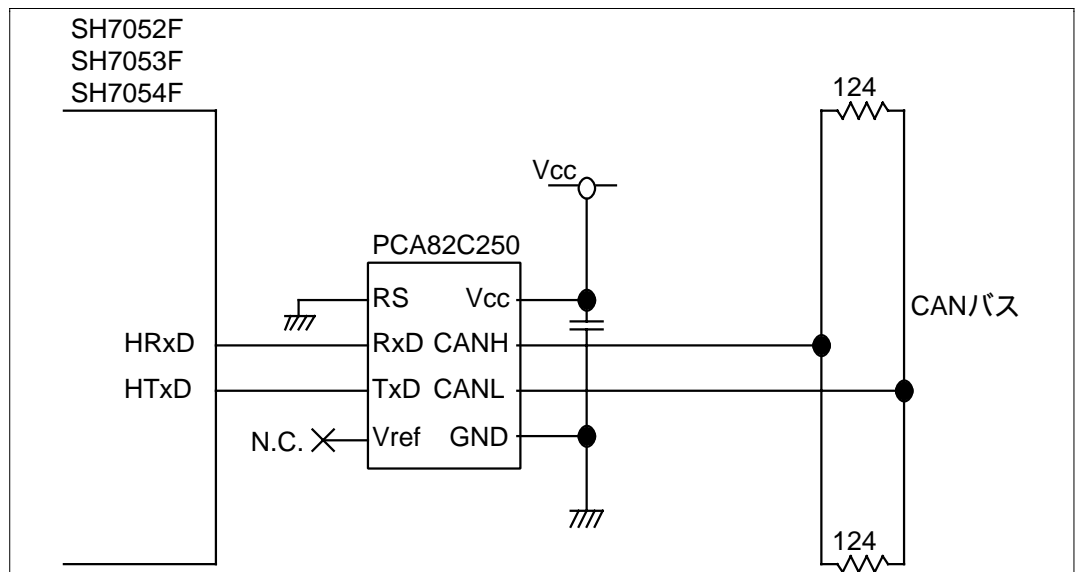 SH7052F
SH7053F
SH7054F
124
Vcc
PCA82C250
RS Vcc
CANバス
HRxD RxD CANH
HTxD TxD CANL
N.C. Vref GND
124